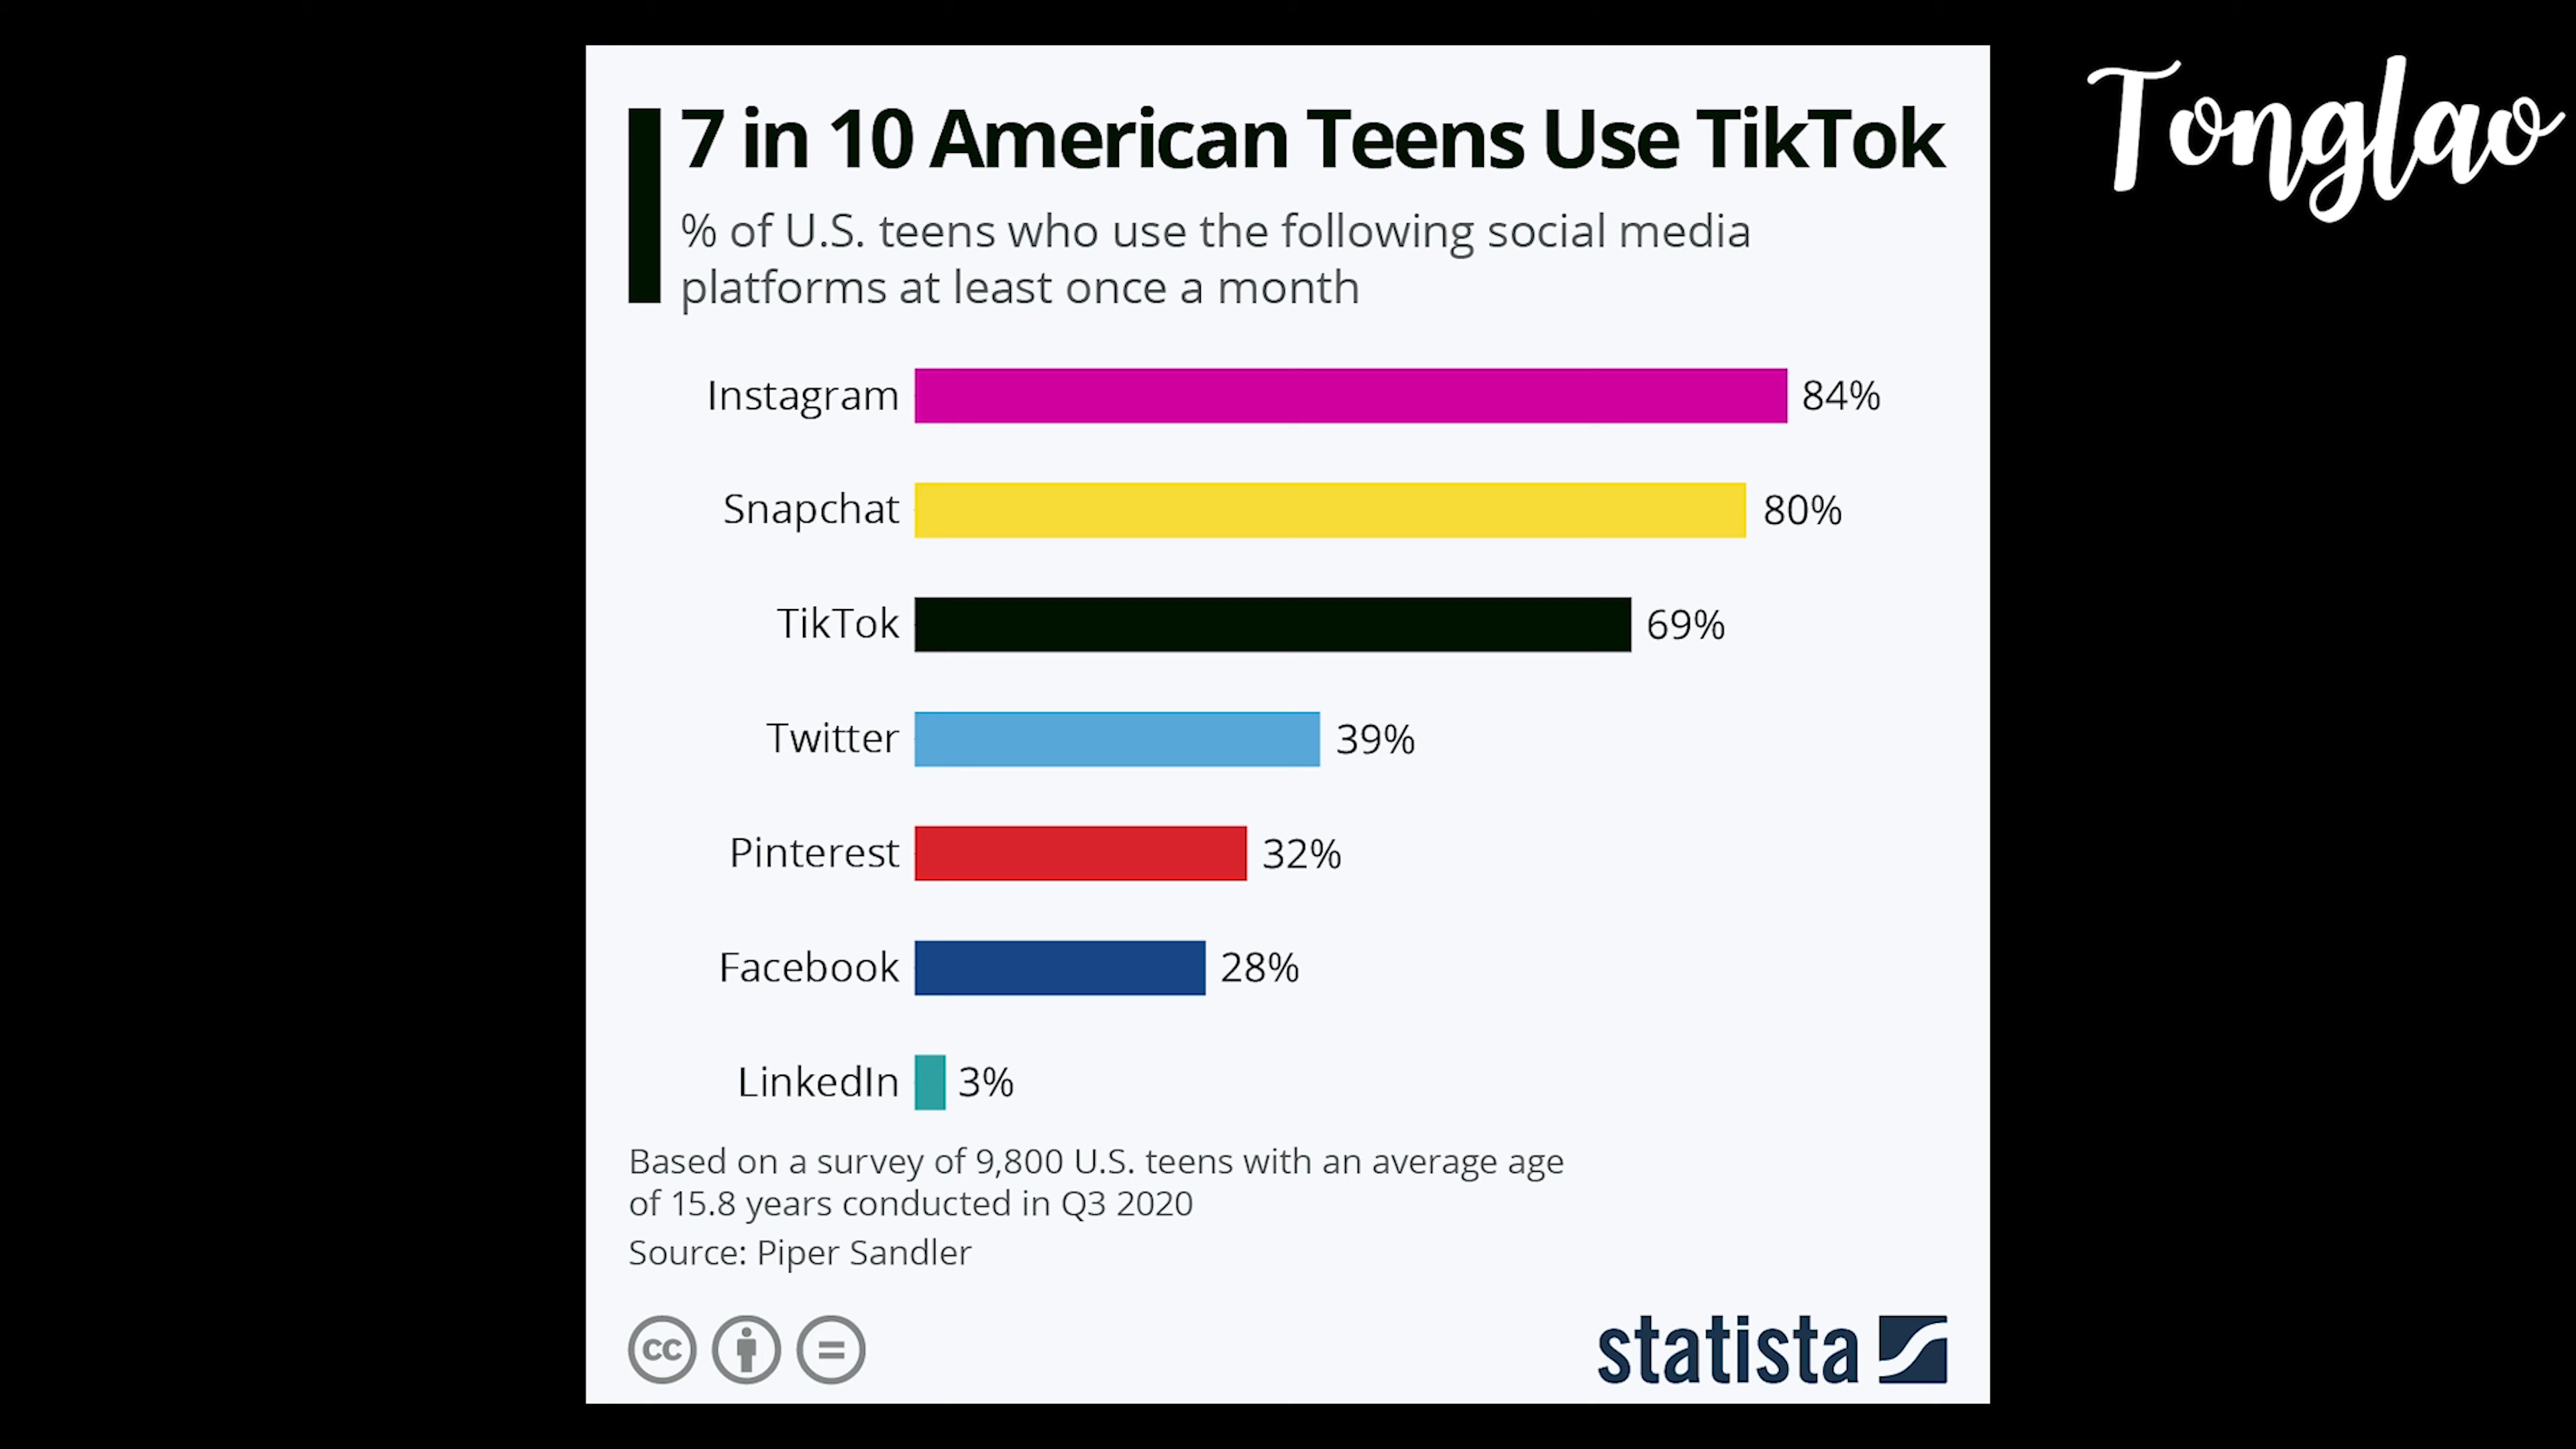 Tonglao
7 in 10 American Teens Use TikTok
% of U.S. teens who use the following social media
platforms at least once a month
Instagram 84%
Snapchat 80%
TikTok 69%
Twitter 39%
Pinterest 32%
Facebook 28%
LinkedIn 3%
Based on a survey of 9,800 U.S. teens with an average age
of 15.8 years conducted in Q3 2020
Source: Piper Sandler
cc
statista